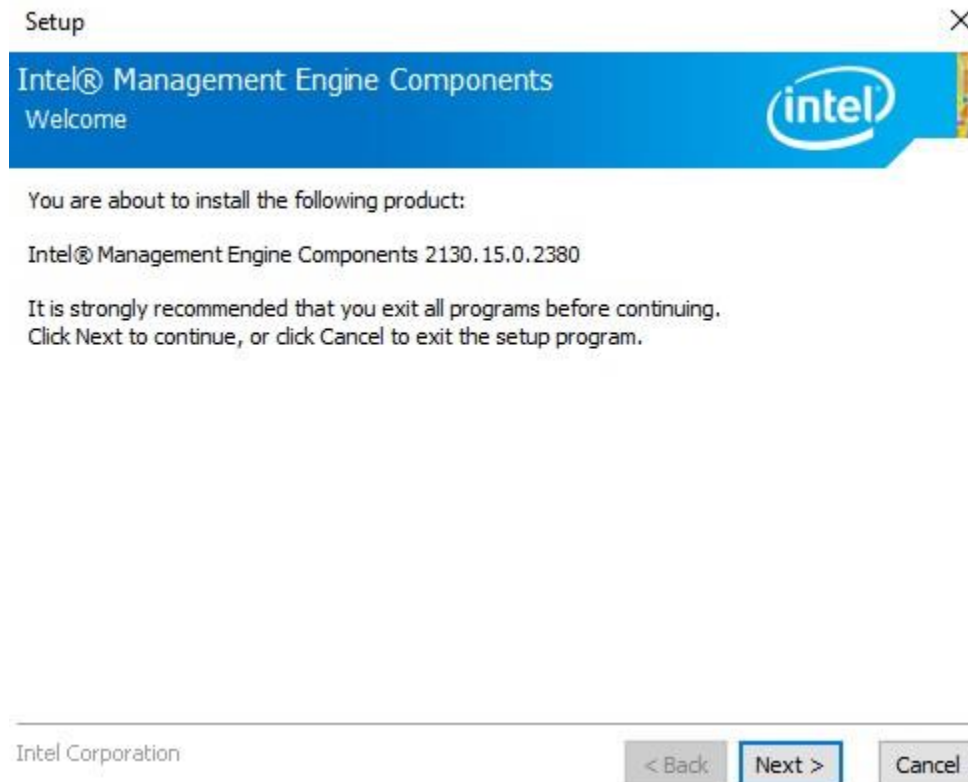 Setup
Intel® Management Engine Components
Welcome
intel
You are about to install the following product:
Intel® Management Engine Components 2130.15.0.2380
It is strongly recommended that you exit all programs before continuing.
Click Next to continue, or click Cancel to exit the setup program.
Intel Corporation
< Back Next > Cancel